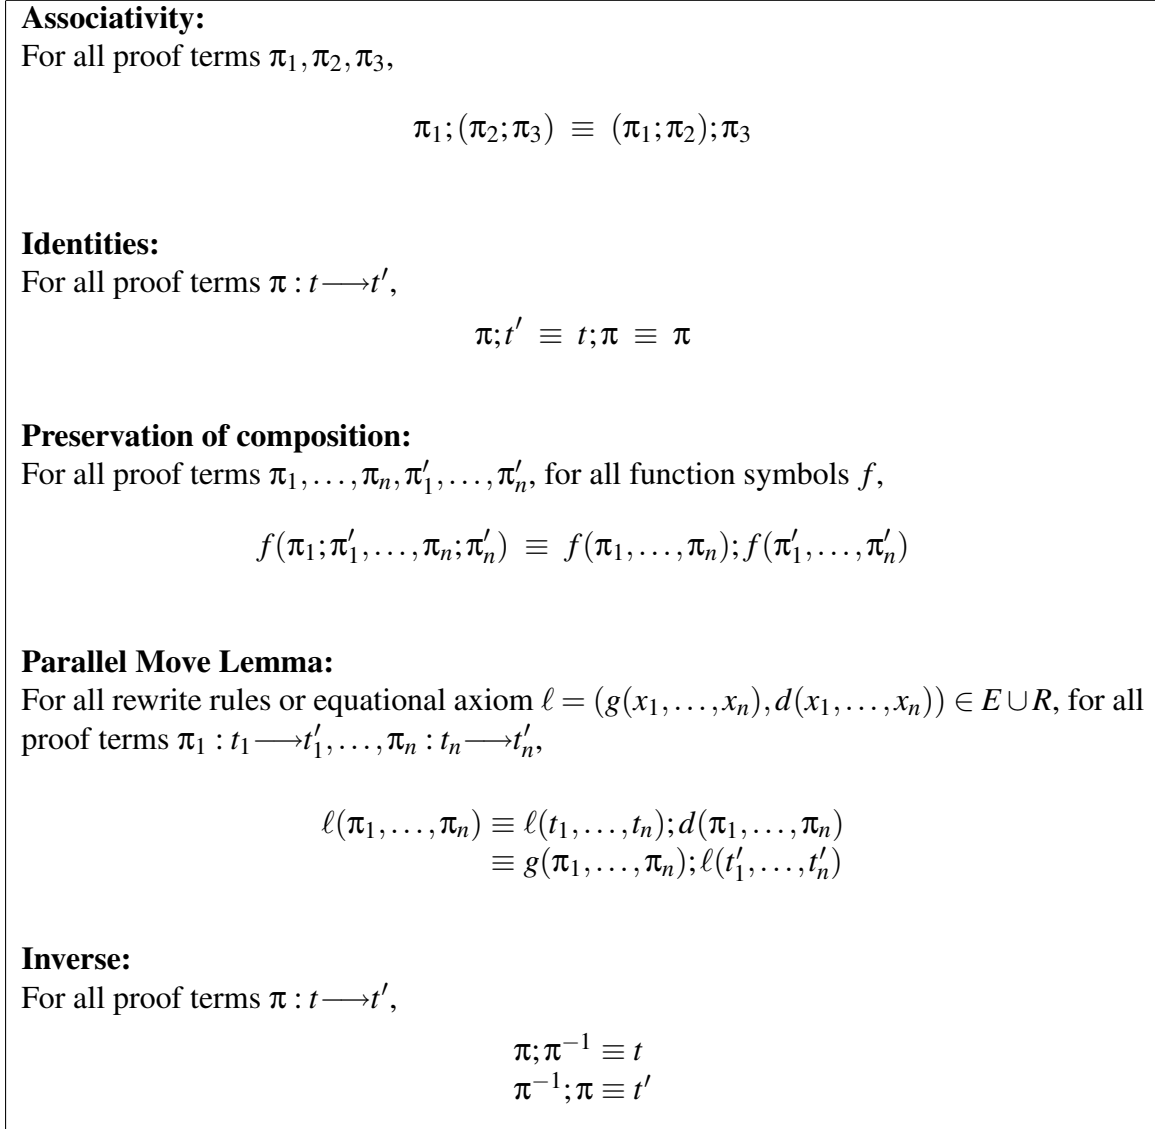 Associativity:
For all proof terms π₁,π₂,π₃,
π₁;(π₂;π₃) ≡ (π₁;π₂);π₃
Identities:
For all proof terms π : t ⟶ t′,
π;t′ ≡ t;π ≡ π
Preservation of composition:
For all proof terms π₁,…,πₙ,π′₁,…,π′ₙ, for all function symbols f,
f(π₁;π′₁,…,πₙ;π′ₙ) ≡ f(π₁,…,πₙ);f(π′₁,…,π′ₙ)
Parallel Move Lemma:
For all rewrite rules or equational axiom ℓ = (g(x₁,…,xₙ),d(x₁,…,xₙ)) ∈ E ∪ R, for all
proof terms π₁ : t₁ ⟶ t′₁,…,πₙ : tₙ ⟶ t′ₙ,
ℓ(π₁,…,πₙ) ≡ ℓ(t₁,…,tₙ);d(π₁,…,πₙ)
≡ g(π₁,…,πₙ);ℓ(t′₁,…,t′ₙ)
Inverse:
For all proof terms π : t ⟶ t′,
π;π⁻¹ ≡ t
π⁻¹;π ≡ t′